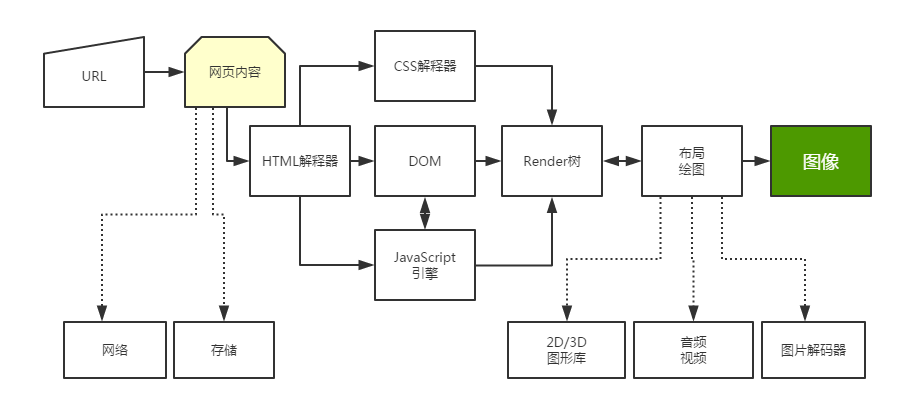 URL
网页内容
CSS解释器
HTML解释器
DOM
Render树
布局
绘图
图像
JavaScript
引擎
网络
存储
2D/3D
图形库
音频
视频
图片解码器